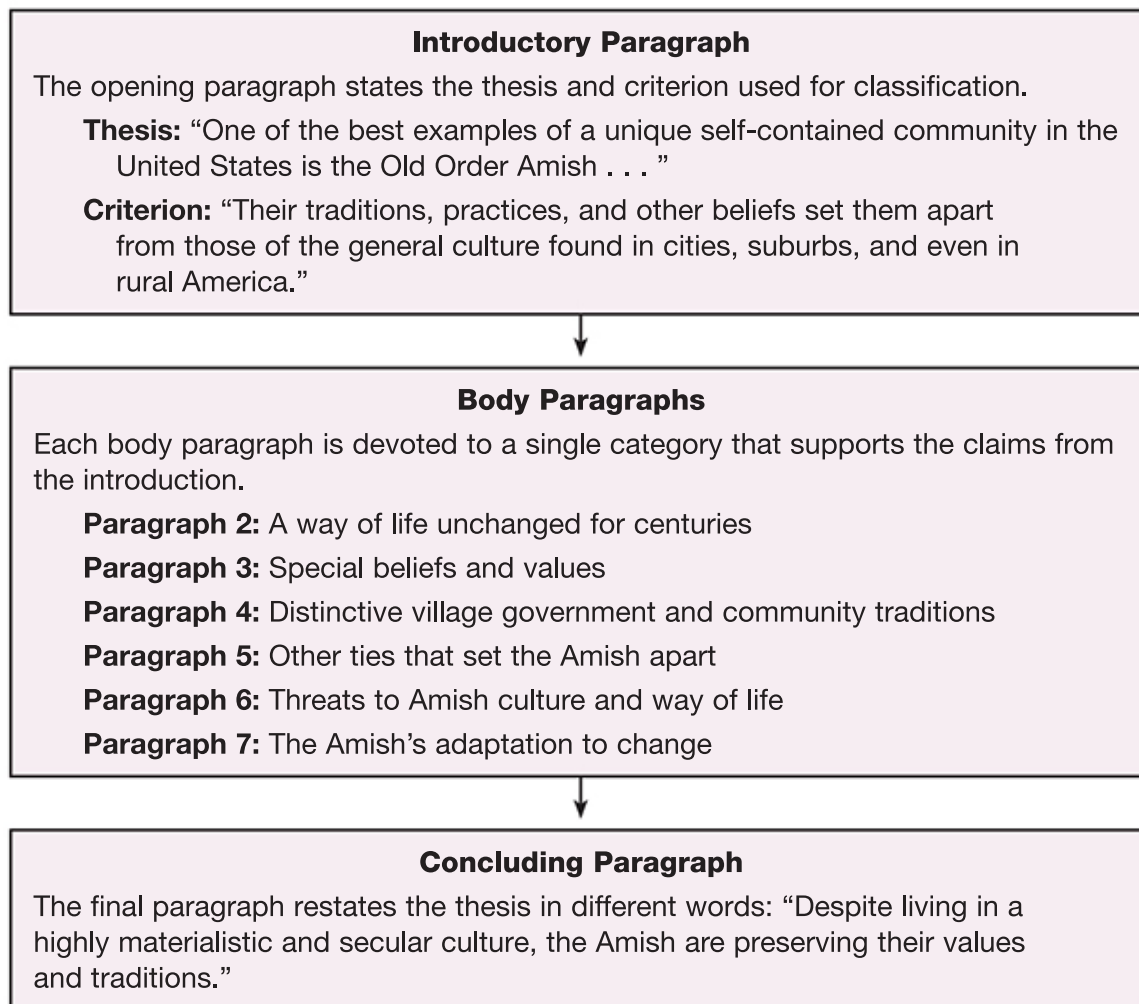 Introductory Paragraph
The opening paragraph states the thesis and criterion used for classification.
Thesis: “One of the best examples of a unique self-contained community in the
United States is the Old Order Amish . . . ”
Criterion: “Their traditions, practices, and other beliefs set them apart
from those of the general culture found in cities, suburbs, and even in
rural America.”
Body Paragraphs
Each body paragraph is devoted to a single category that supports the claims from
the introduction.
Paragraph 2: A way of life unchanged for centuries
Paragraph 3: Special beliefs and values
Paragraph 4: Distinctive village government and community traditions
Paragraph 5: Other ties that set the Amish apart
Paragraph 6: Threats to Amish culture and way of life
Paragraph 7: The Amish’s adaptation to change
Concluding Paragraph
The final paragraph restates the thesis in different words: “Despite living in a
highly materialistic and secular culture, the Amish are preserving their values
and traditions.”